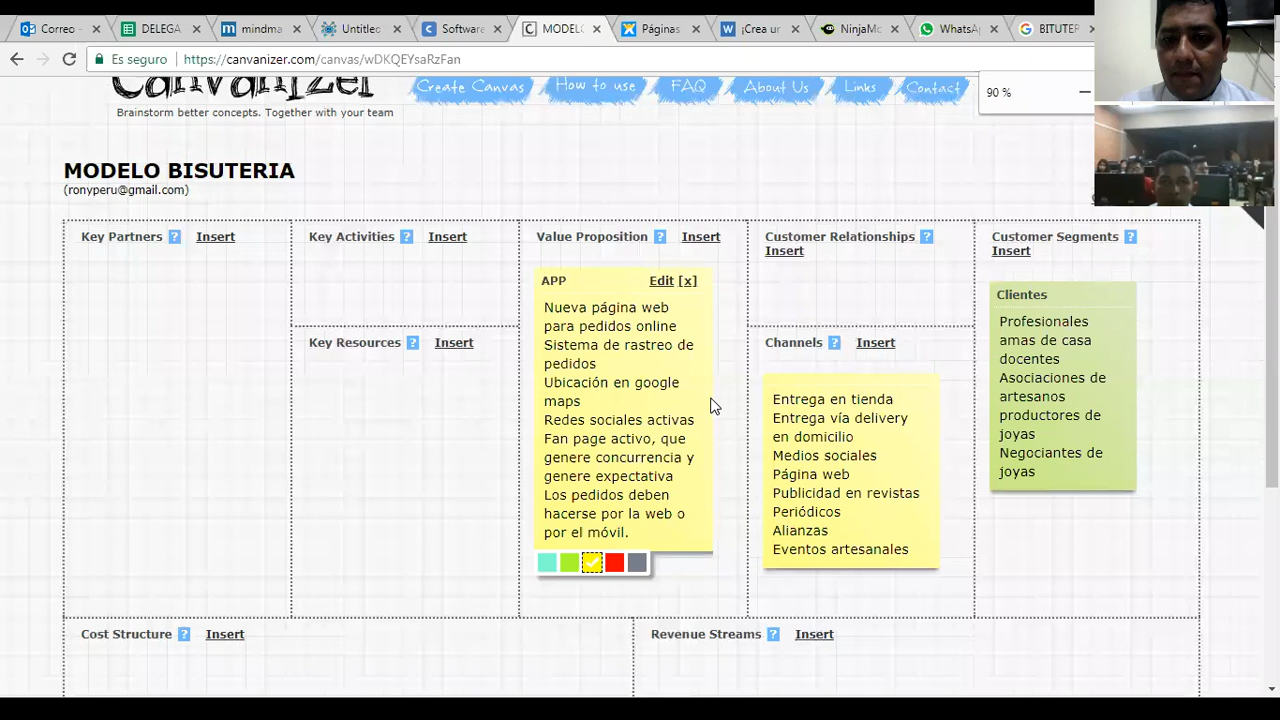 Correo -
DELEGA
mindma
Untitle
Software
MODELO
Páginas
¡Crea ur
NinjaMo
WhatsA
BITUTER
Es seguro
https://canvanizer.com/canvas/wDKQEYsaRzFan
Canvanizer
Create Canvas
How to use
FAQ
About Us
Links
Contact
90 %
Brainstorm better concepts. Together with your team
MODELO BISUTERIA
(ronyperu@gmail.com)
Key Partners ? Insert
Key Activities ? Insert
Value Proposition ? Insert
Customer Relationships ?
Insert
Customer Segments ?
Insert
APP
Edit [x]
Nueva página web
para pedidos online
Sistema de rastreo de
pedidos
Ubicación en google
maps
Redes sociales activas
Fan page activo, que
genere concurrencia y
genere expectativa
Los pedidos deben
hacerse por la web o
por el móvil.
Clientes
Profesionales
amas de casa
docentes
Asociaciones de
artesanos
productores de
joyas
Negociantes de
joyas
Key Resources ? Insert
Channels ? Insert
Entrega en tienda
Entrega vía delivery
en domicilio
Medios sociales
Página web
Publicidad en revistas
Periódicos
Alianzas
Eventos artesanales
Cost Structure ? Insert
Revenue Streams ? Insert